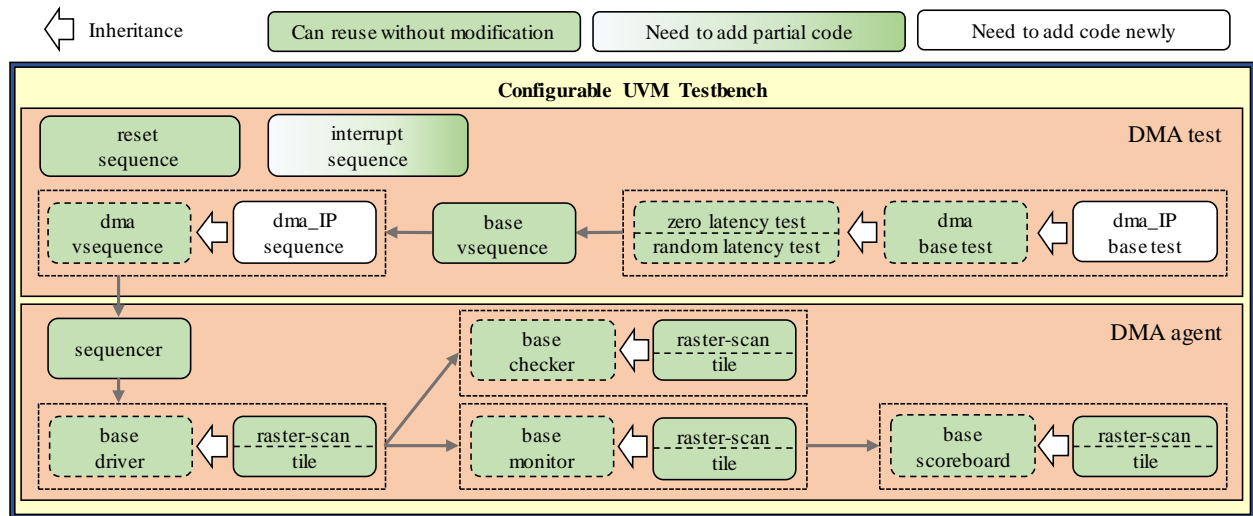 Inheritance
Can reuse without modification
Need to add partial code
Need to add code newly
Configurable UVM Testbench
DMA test
reset
sequence
interrupt
sequence
dma
vsequence
dma_IP
sequence
base
vsequence
zero latency test
random latency test
dma
base test
dma_IP
base test
DMA agent
sequencer
base
checker
raster-scan
tile
base
driver
raster-scan
tile
base
monitor
raster-scan
tile
base
scoreboard
raster-scan
tile